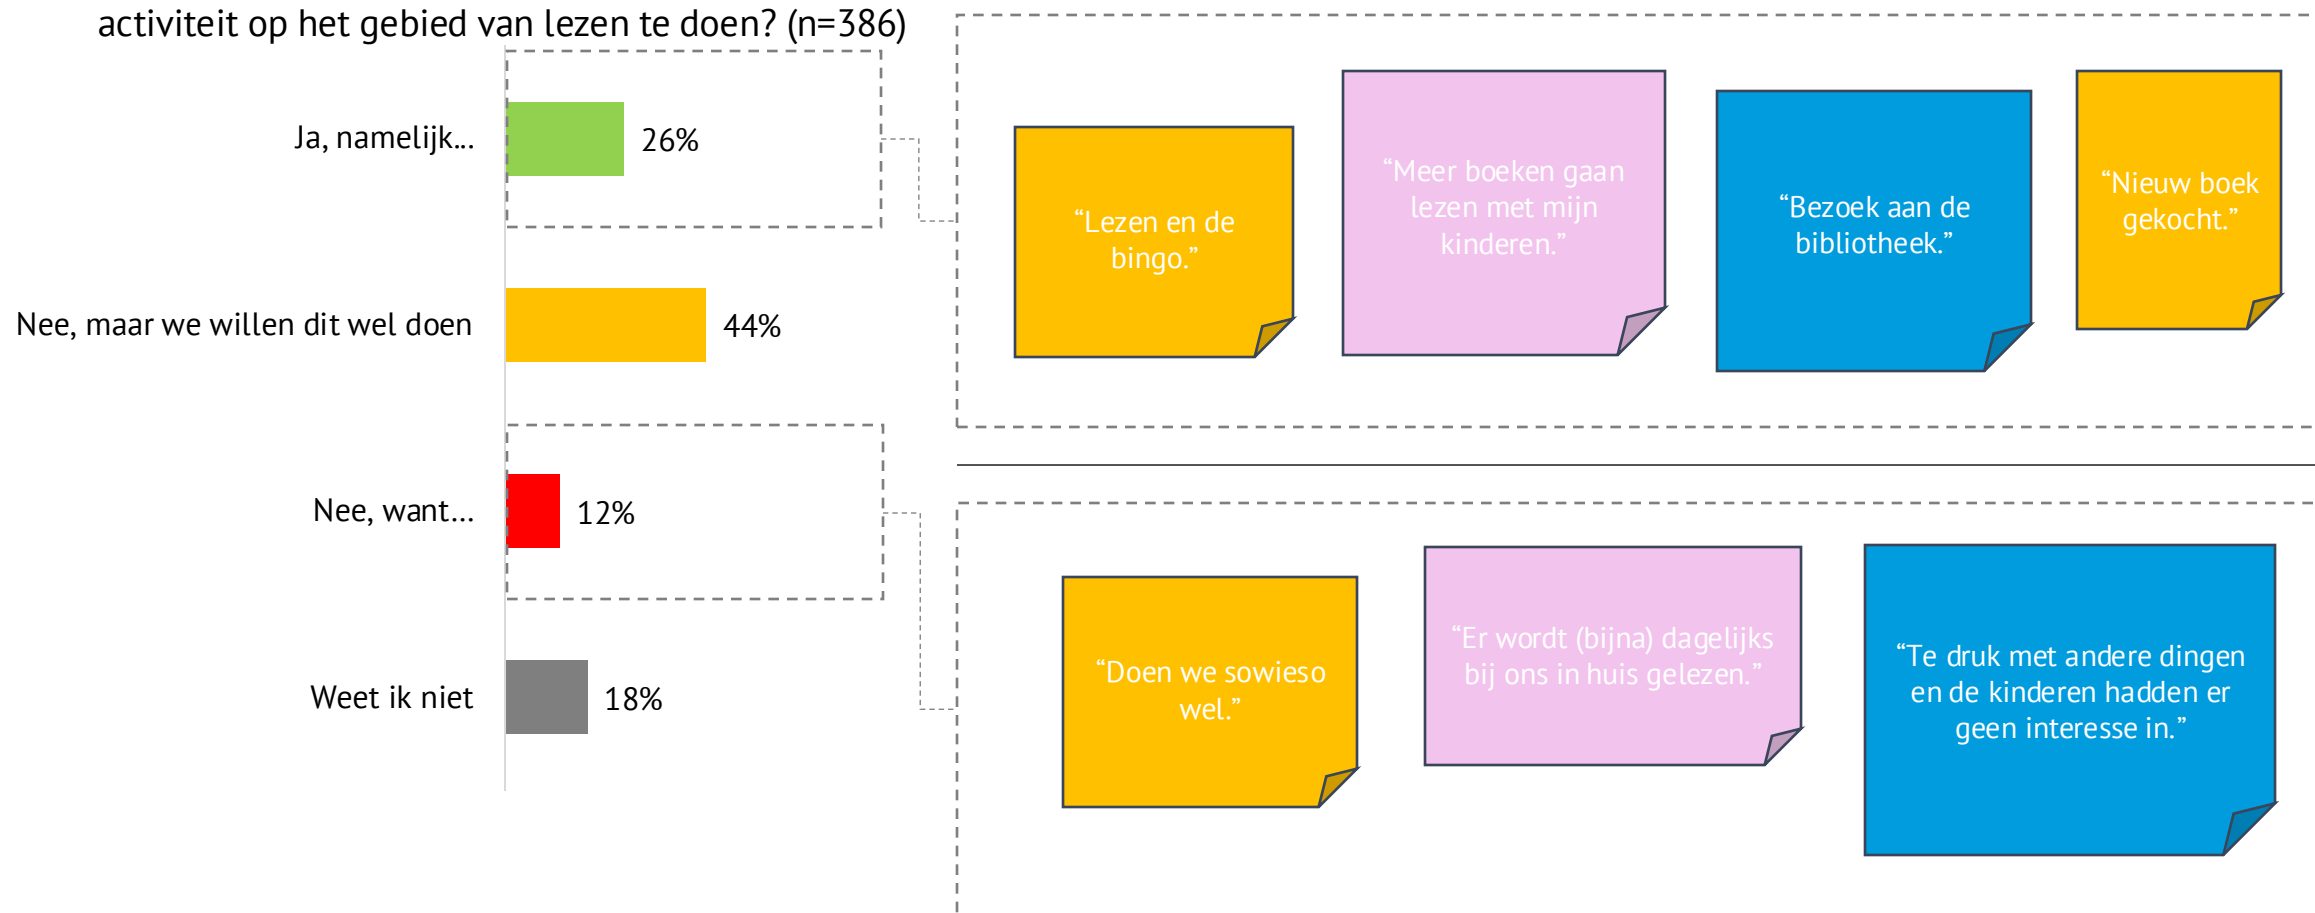 activiteit op het gebied van lezen te doen? (n=386)
Ja, namelijk...
26%
Nee, maar we willen dit wel doen
44%
Nee, want...
12%
Weet ik niet
18%
“Lezen en de
bingo.”
“Meer boeken gaan
lezen met mijn
kinderen.”
“Bezoek aan de
bibliotheek.”
“Nieuw boek
gekocht.”
“Doen we sowieso
wel.”
“Er wordt (bijna) dagelijks
bij ons in huis gelezen.”
“Te druk met andere dingen
en de kinderen hadden er
geen interesse in.”